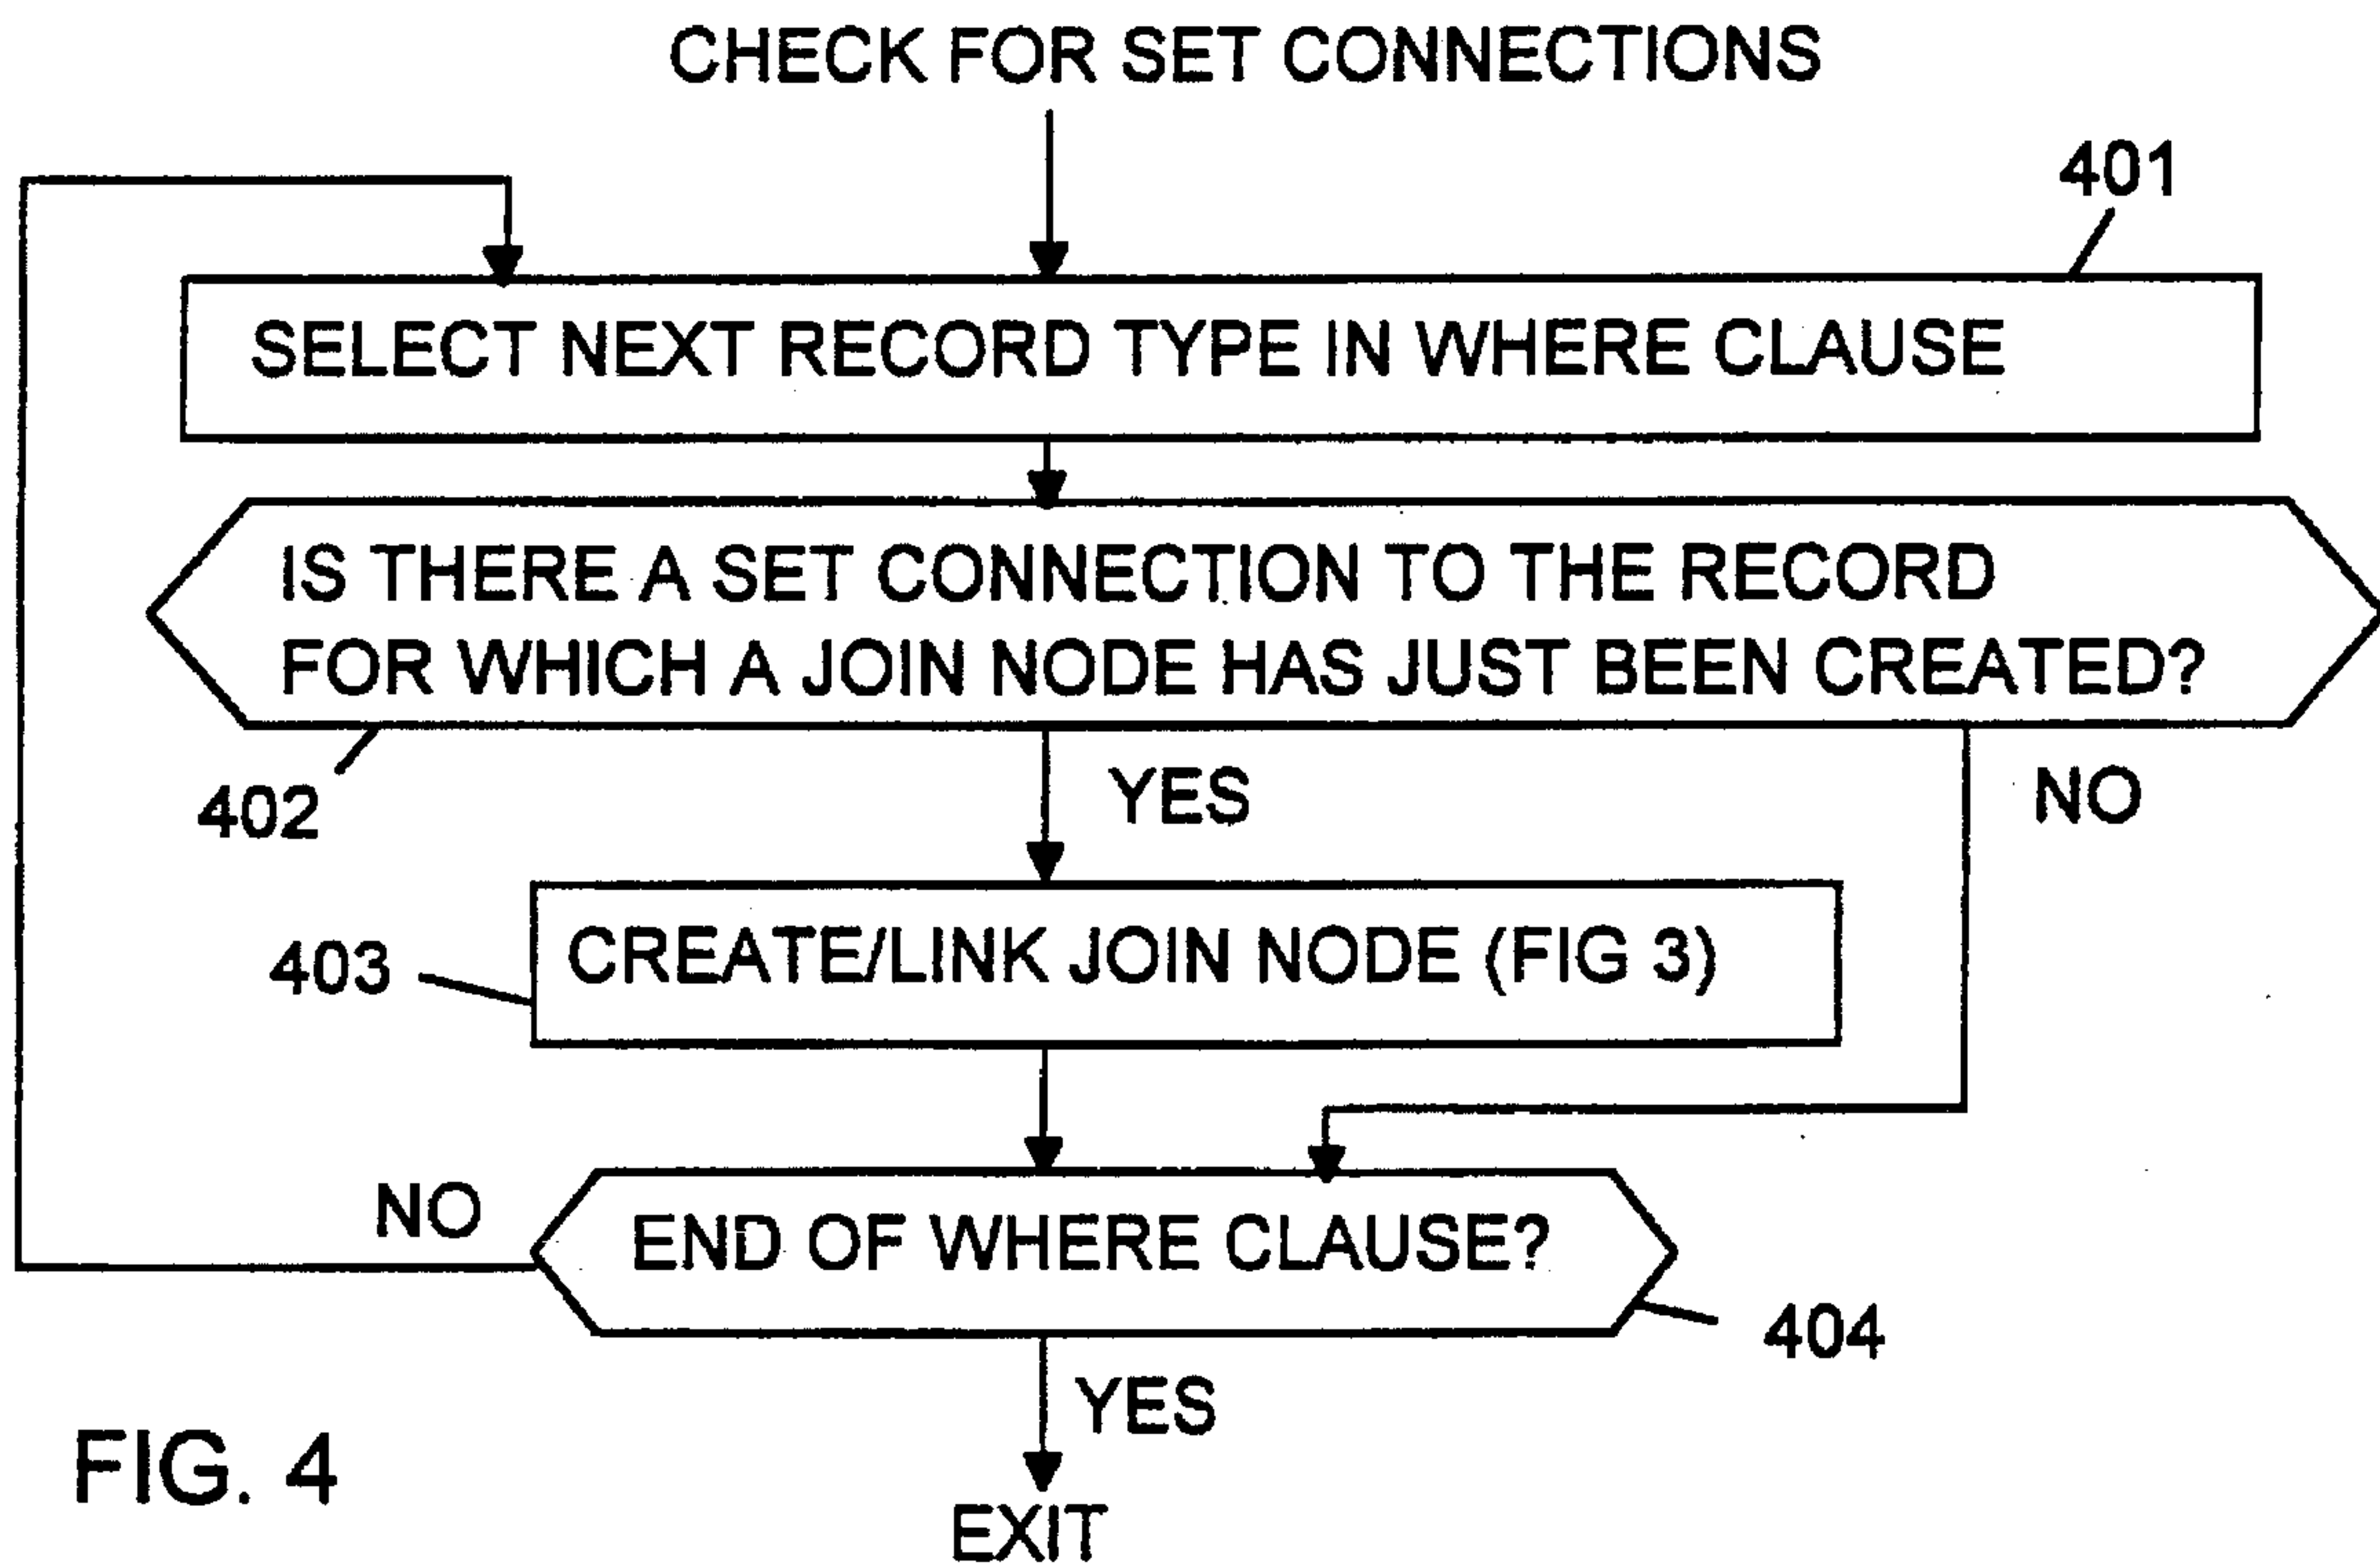 CHECK FOR SET CONNECTIONS
401
SELECT NEXT RECORD TYPE IN WHERE CLAUSE
IS THERE A SET CONNECTION TO THE RECORD
FOR WHICH A JOIN NODE HAS JUST BEEN CREATED?
402
YES
NO
403
CREATE/LINK JOIN NODE (FIG 3)
NO
END OF WHERE CLAUSE?
404
YES
FIG. 4
EXIT